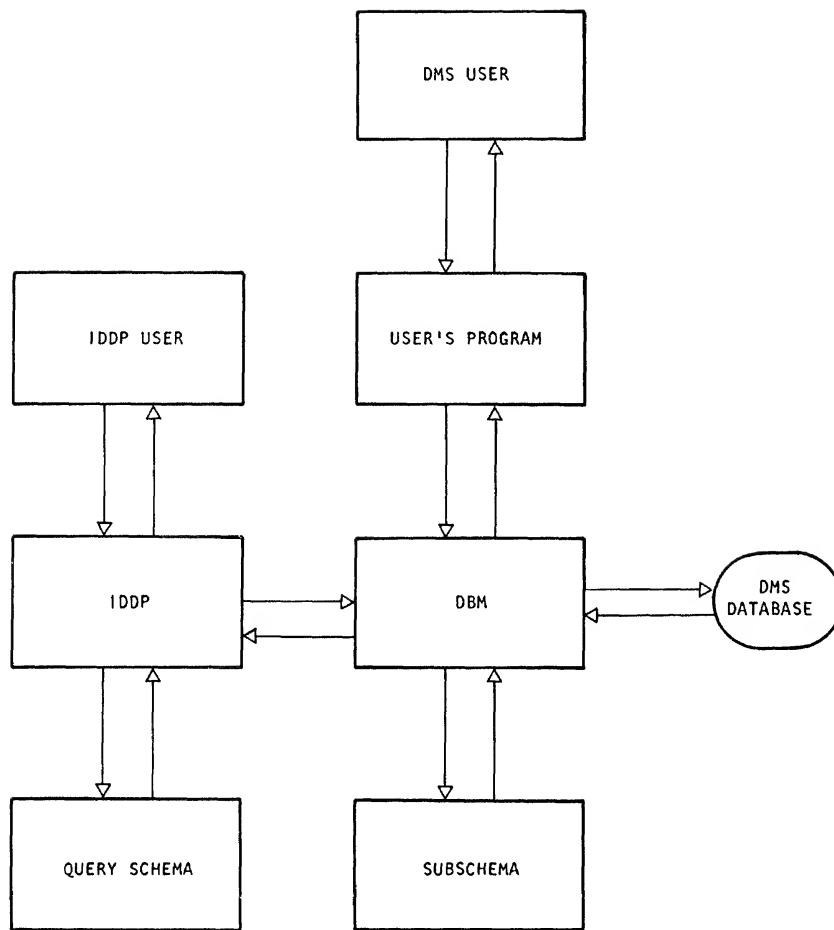 DMS USER
IDDP USER
USER'S PROGRAM
IDDP
DBM
DMS
DATABASE
QUERY SCHEMA
SUBSCHEMA